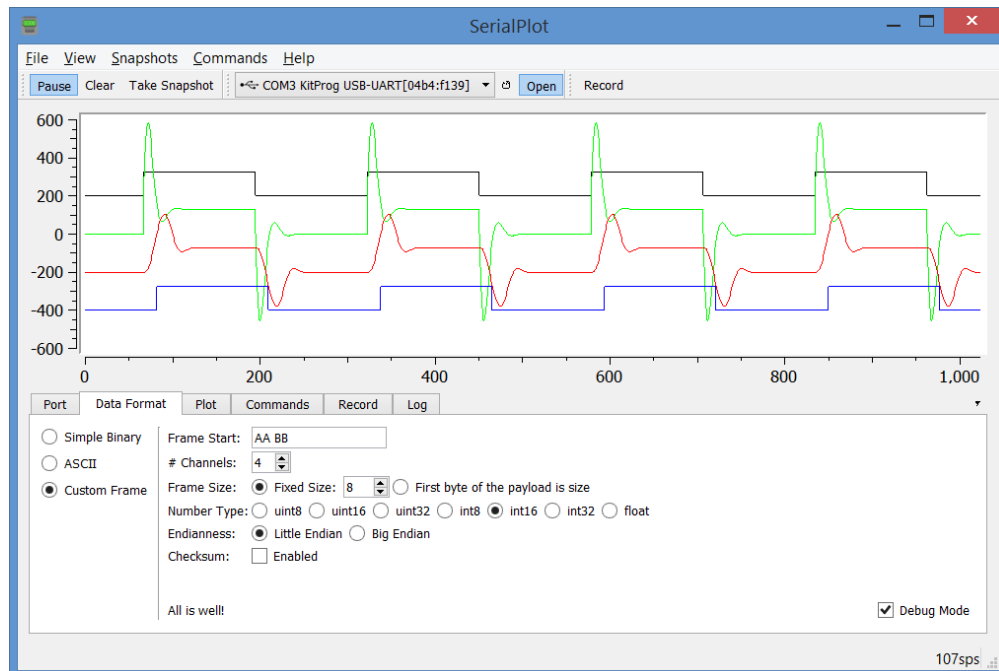 SerialPlot
File View Snapshots Commands Help
Pause Clear Take Snapshot COM3 KitProg USB-UART[04b4:f139] Open Record
600
400
200
0
-200
-400
-600
0 200 400 600 800 1,000
Port Data Format Plot Commands Record Log
Simple Binary Frame Start: AA BB
ASCII # Channels: 4
Custom Frame Frame Size: Fixed Size: 8 First byte of the payload is size
Number Type: uint8 uint16 uint32 int8 int16 int32 float
Endianness: Little Endian Big Endian
Checksum: Enabled
All is well! Debug Mode
107sps